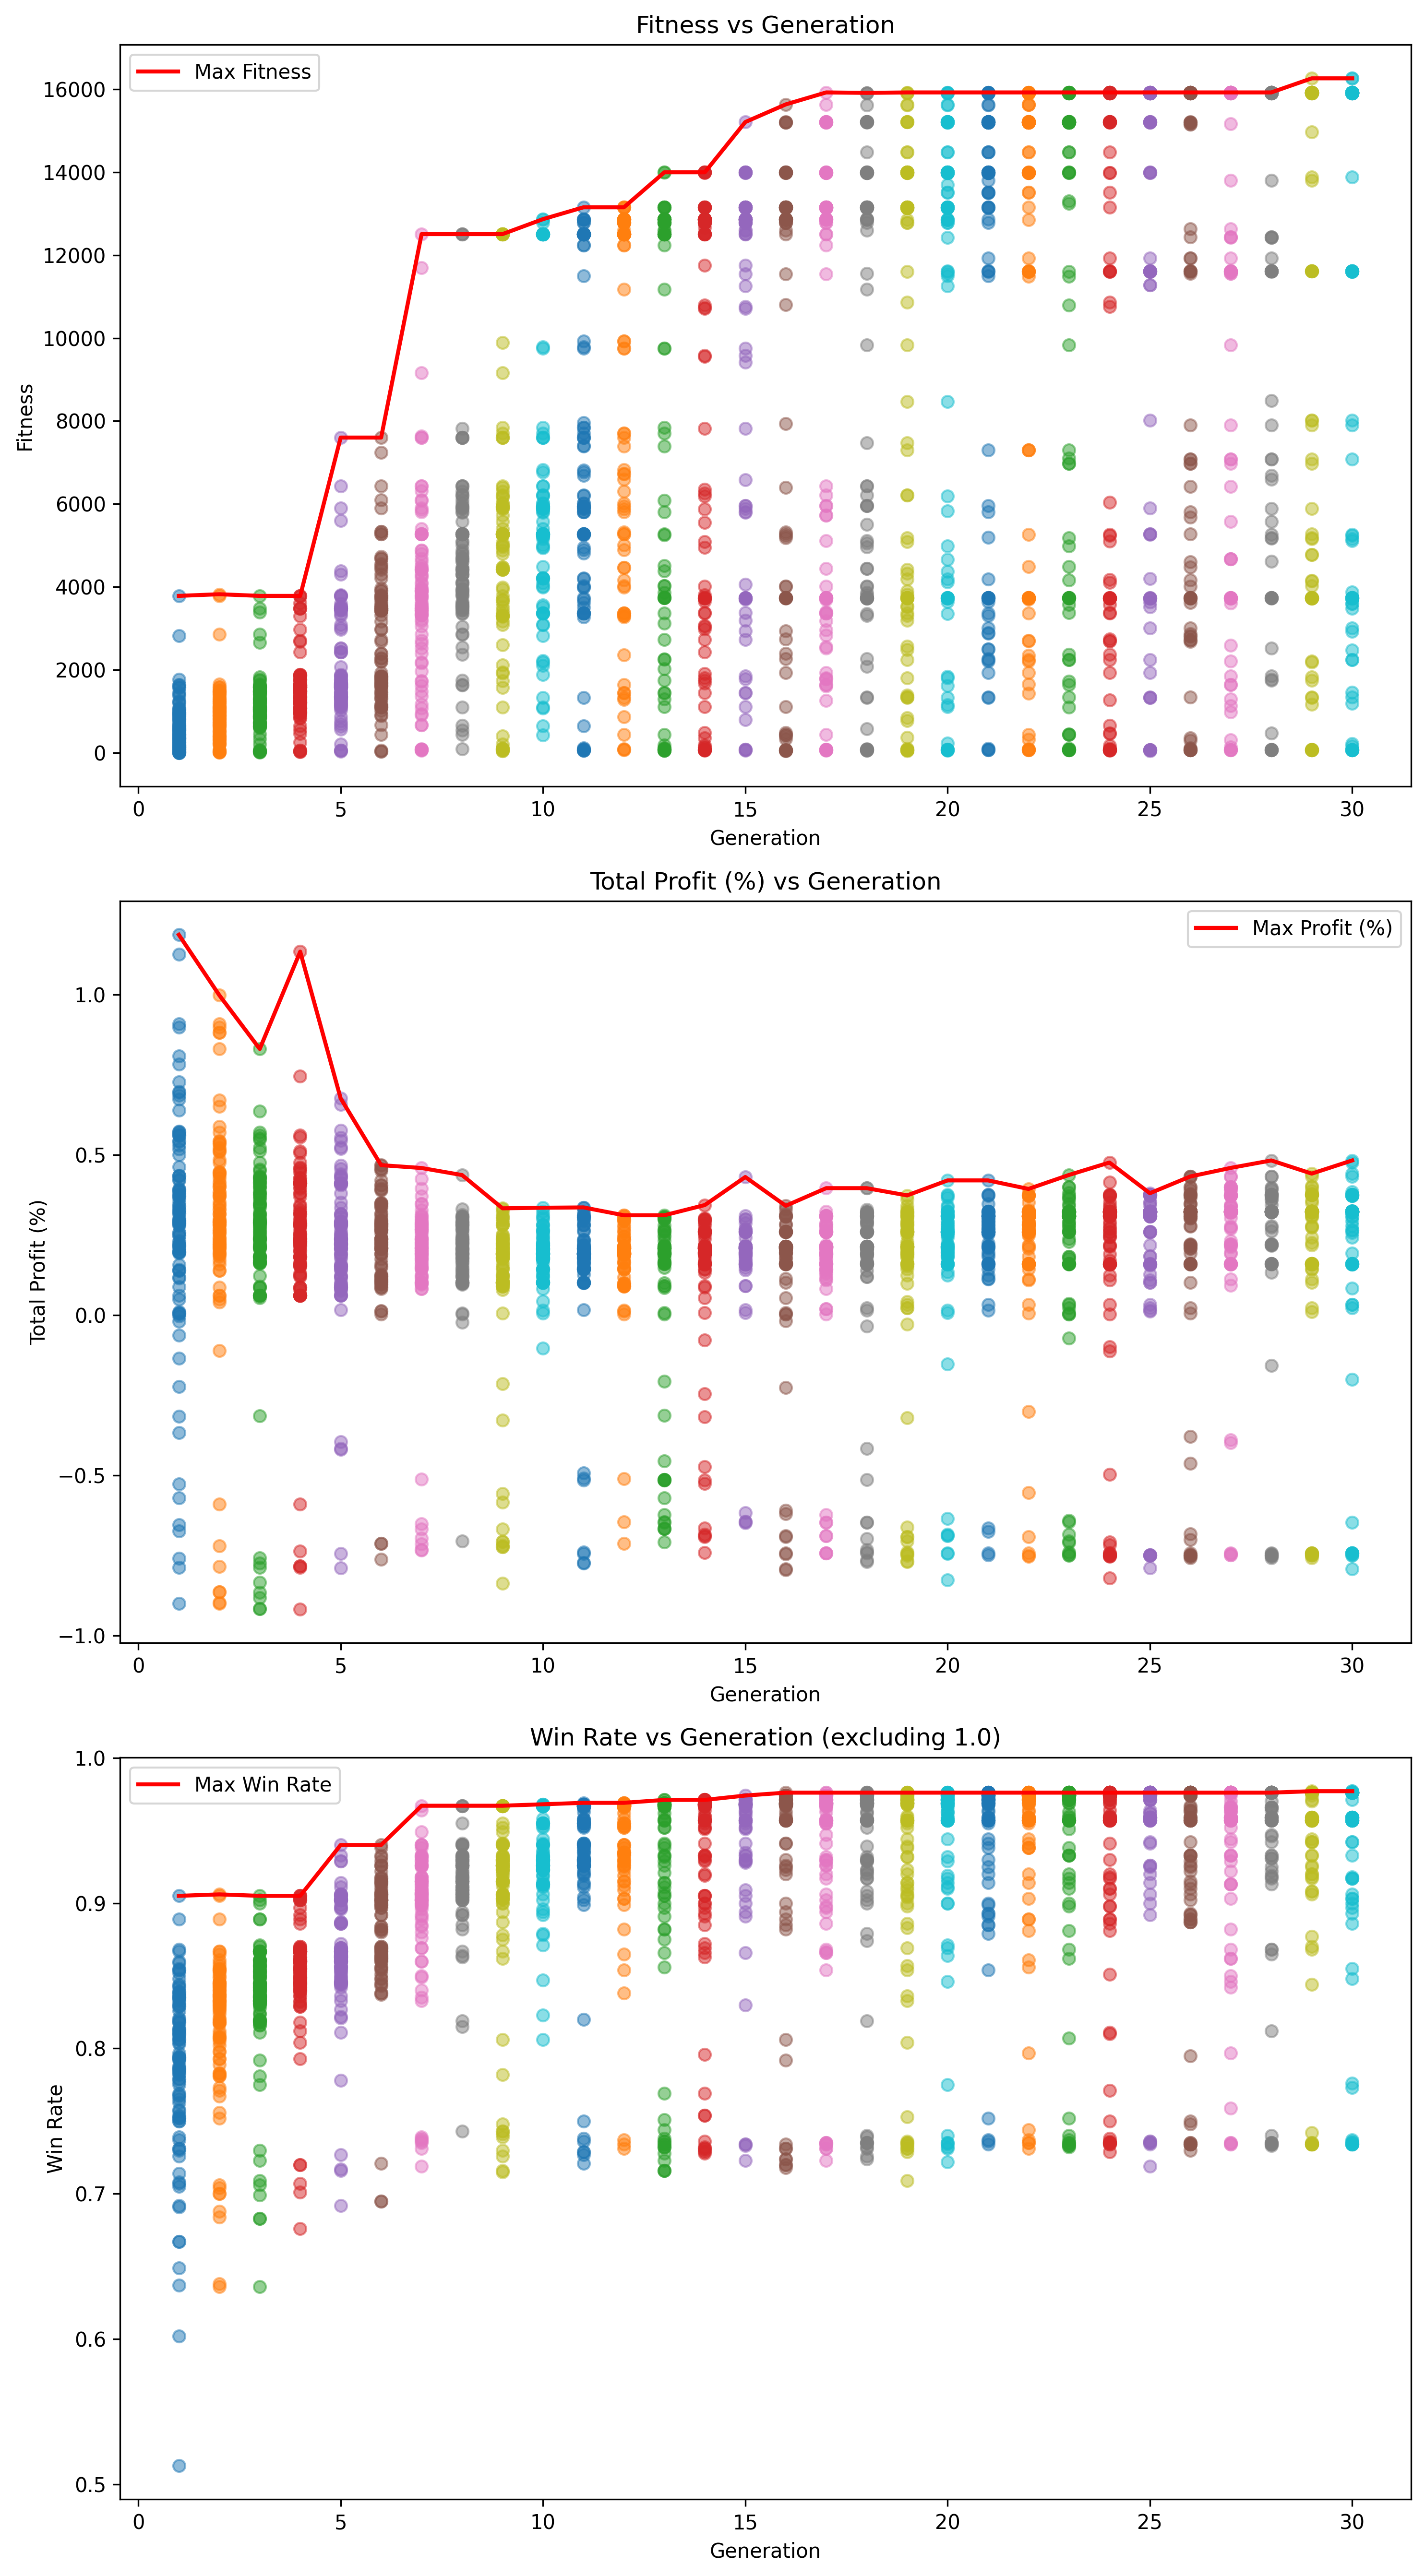 Fitness vs Generation
Max Fitness
16000
14000
12000
10000
8000
6000
4000
2000
0
Fitness
0 5 10 15 20 25 30
Generation
Total Profit (%) vs Generation
Max Profit (%)
1.0
0.5
0.0
−0.5
−1.0
Total Profit (%)
0 5 10 15 20 25 30
Generation
Win Rate vs Generation (excluding 1.0)
Max Win Rate
1.0
0.9
0.8
0.7
0.6
0.5
Win Rate
0 5 10 15 20 25 30
Generation